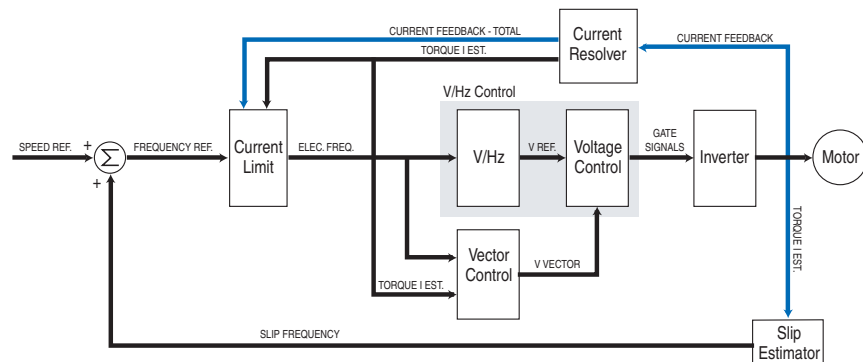 CURRENT FEEDBACK - TOTAL
TORQUE I EST.
Current
Resolver
CURRENT FEEDBACK
V/Hz Control
SPEED REF.
+
Σ
+
FREQUENCY REF.
Current
Limit
ELEC. FREQ.
V/Hz
V REF.
Voltage
Control
GATE
SIGNALS
Inverter
Motor
TORQUE I EST.
Vector
Control
V VECTOR
TORQUE I EST.
SLIP FREQUENCY
Slip
Estimator